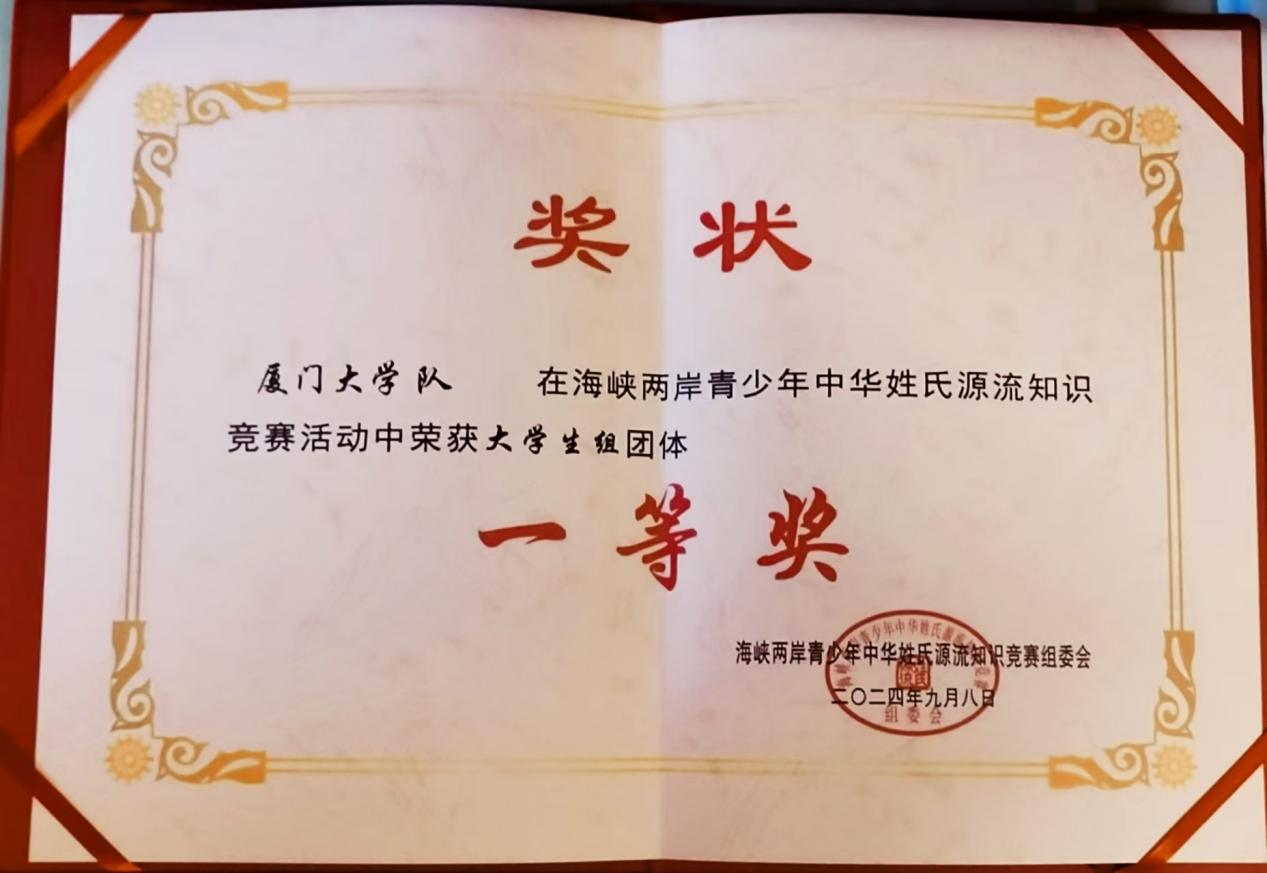 奖状
厦门大学队 在海峡两岸青少年中华姓氏源流知识
竞赛活动中荣获大学生组团体
一等奖
海峡两岸青少年中华姓氏源流知识竞赛组委会
二〇二四年九月八日
组委会